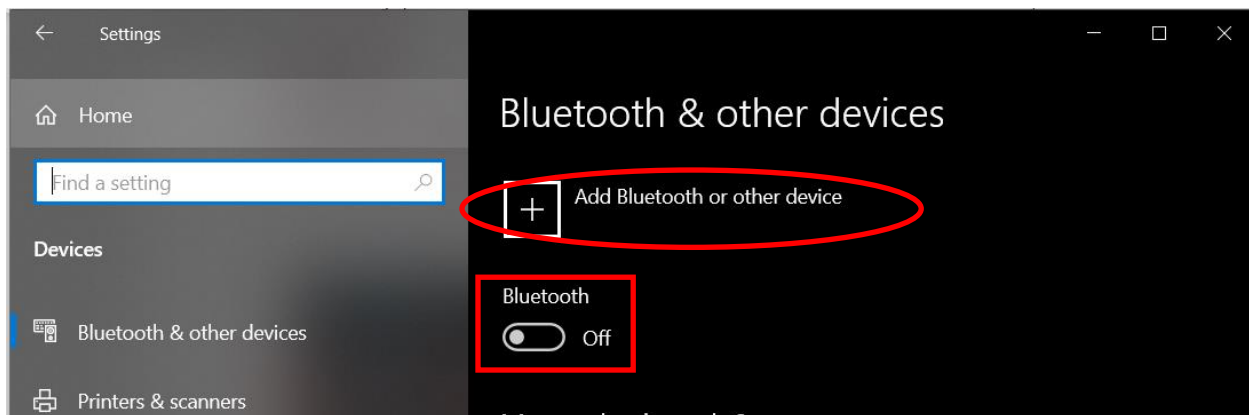 Settings
Home
Find a setting
Devices
Bluetooth & other devices
Printers & scanners
Bluetooth & other devices
Add Bluetooth or other device
Bluetooth
Off